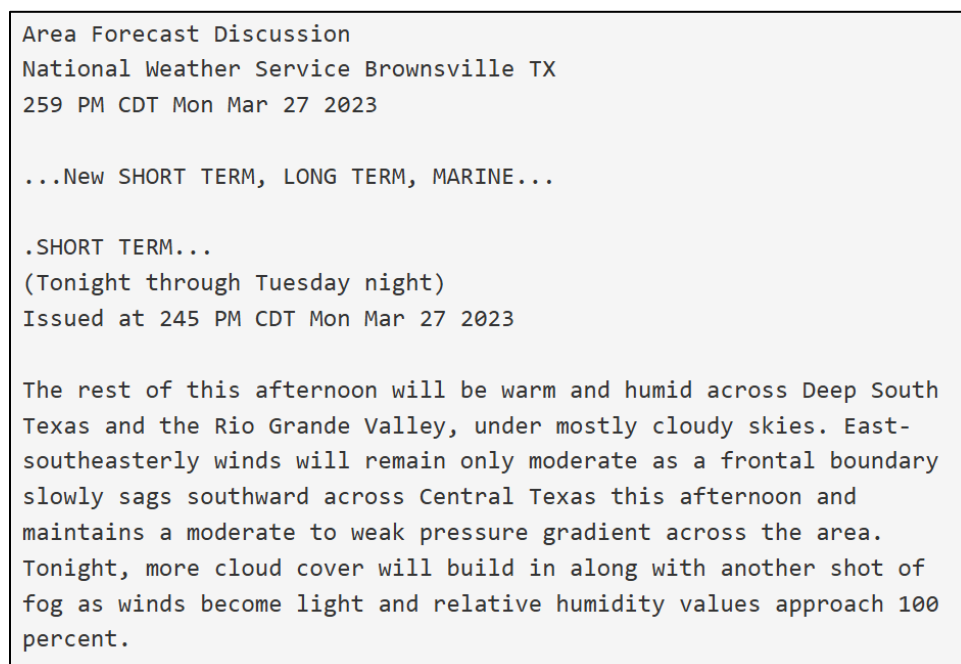 Area Forecast Discussion
National Weather Service Brownsville TX
259 PM CDT Mon Mar 27 2023
...New SHORT TERM, LONG TERM, MARINE...
.SHORT TERM...
(Tonight through Tuesday night)
Issued at 245 PM CDT Mon Mar 27 2023
The rest of this afternoon will be warm and humid across Deep South
Texas and the Rio Grande Valley, under mostly cloudy skies. East-
southeasterly winds will remain only moderate as a frontal boundary
slowly sags southward across Central Texas this afternoon and
maintains a moderate to weak pressure gradient across the area.
Tonight, more cloud cover will build in along with another shot of
fog as winds become light and relative humidity values approach 100
percent.